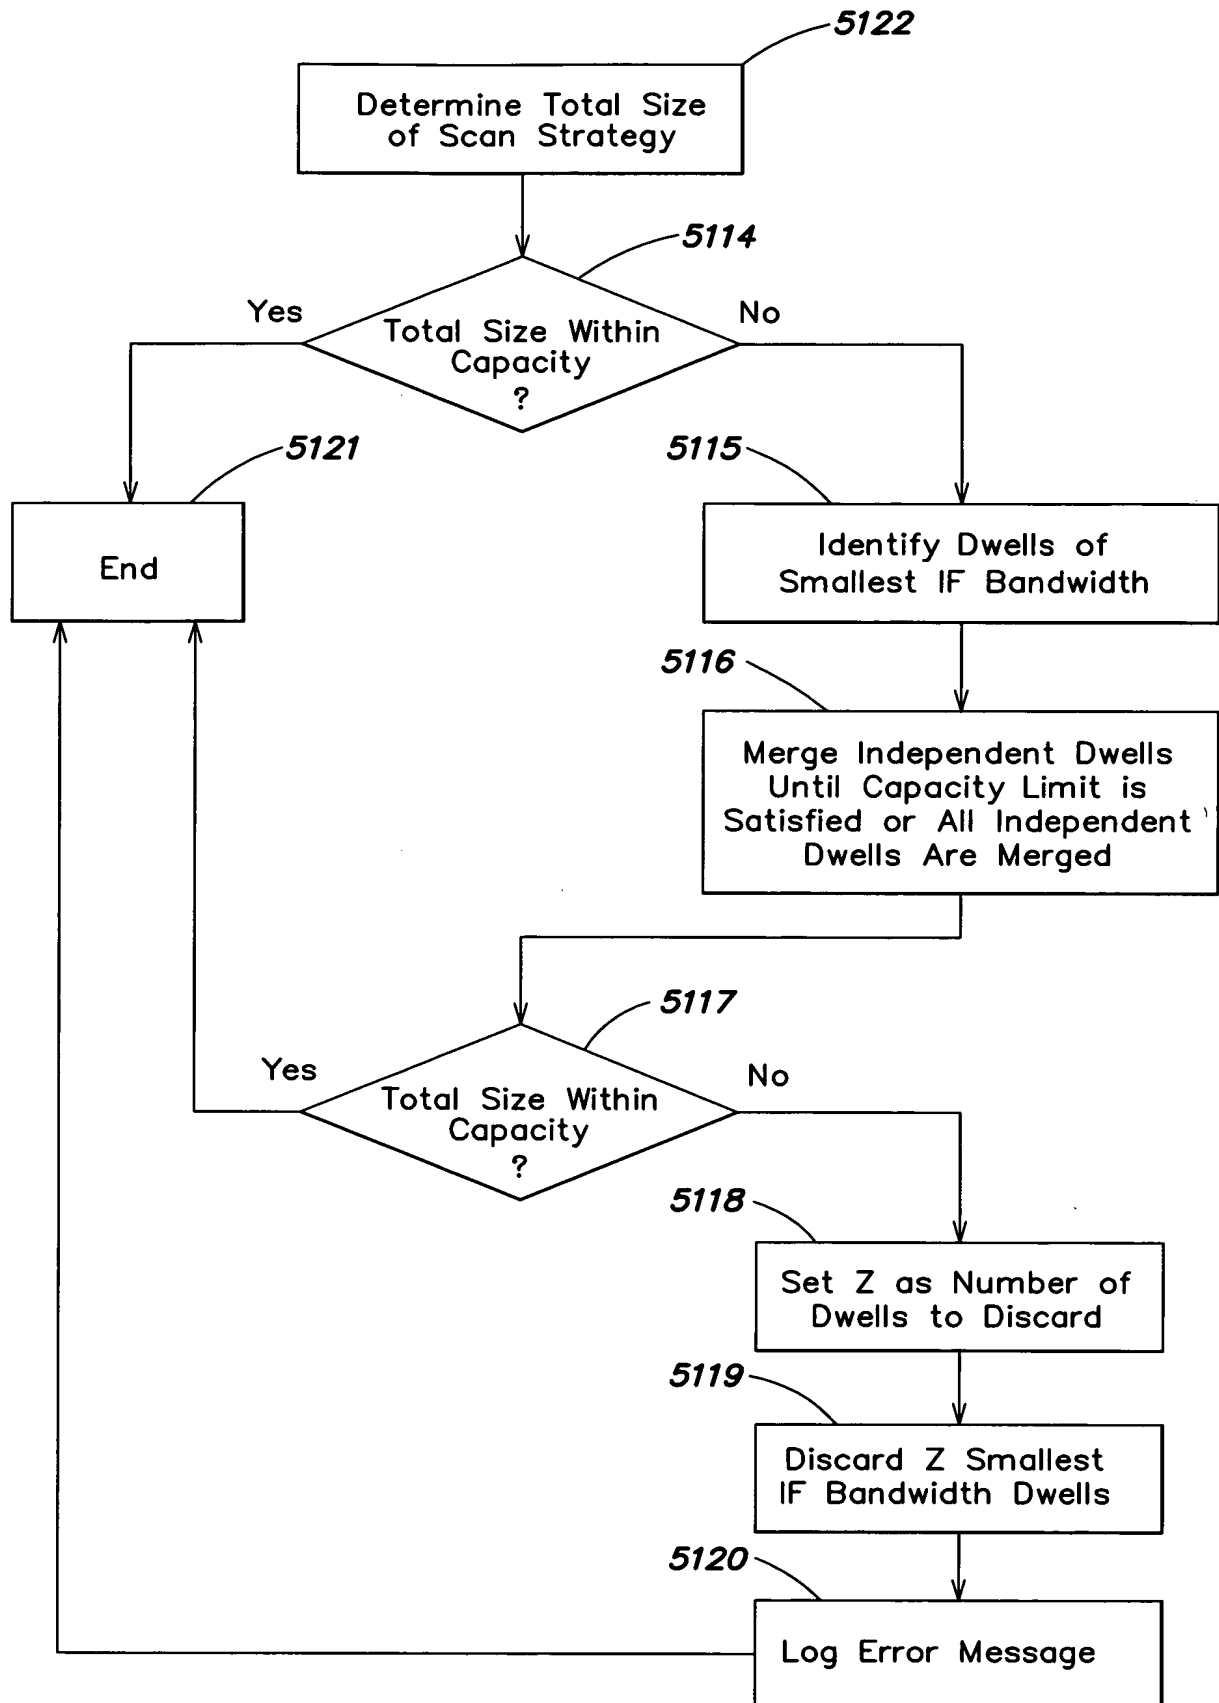 5122
Determine Total Size
of Scan Strategy
5114
Yes
No
Total Size Within
Capacity
?
5121
5115
End
Identify Dwells of
Smallest IF Bandwidth
5116
Merge Independent Dwells
Until Capacity Limit is
Satisfied or All Independent
Dwells Are Merged
5117
Yes
No
Total Size Within
Capacity
?
5118
Set Z as Number of
Dwells to Discard
5119
Discard Z Smallest
IF Bandwidth Dwells
5120
Log Error Message